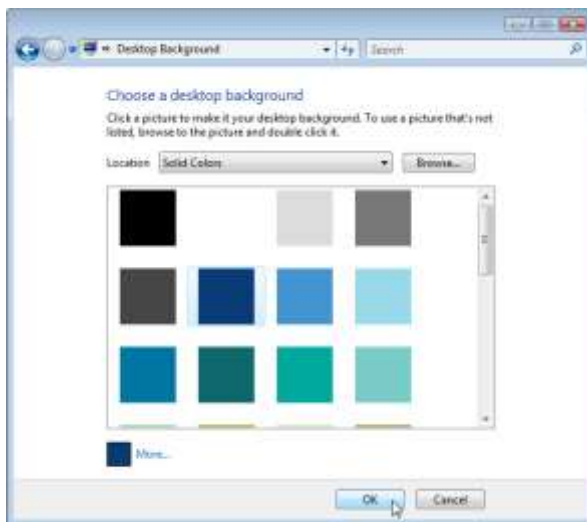 Desktop Background
Search
Choose a desktop background
Click a picture to make it your desktop background. To use a picture that's not
listed, browse to the picture and double click it.
Location Solid Colors Browse...
More...
OK Cancel